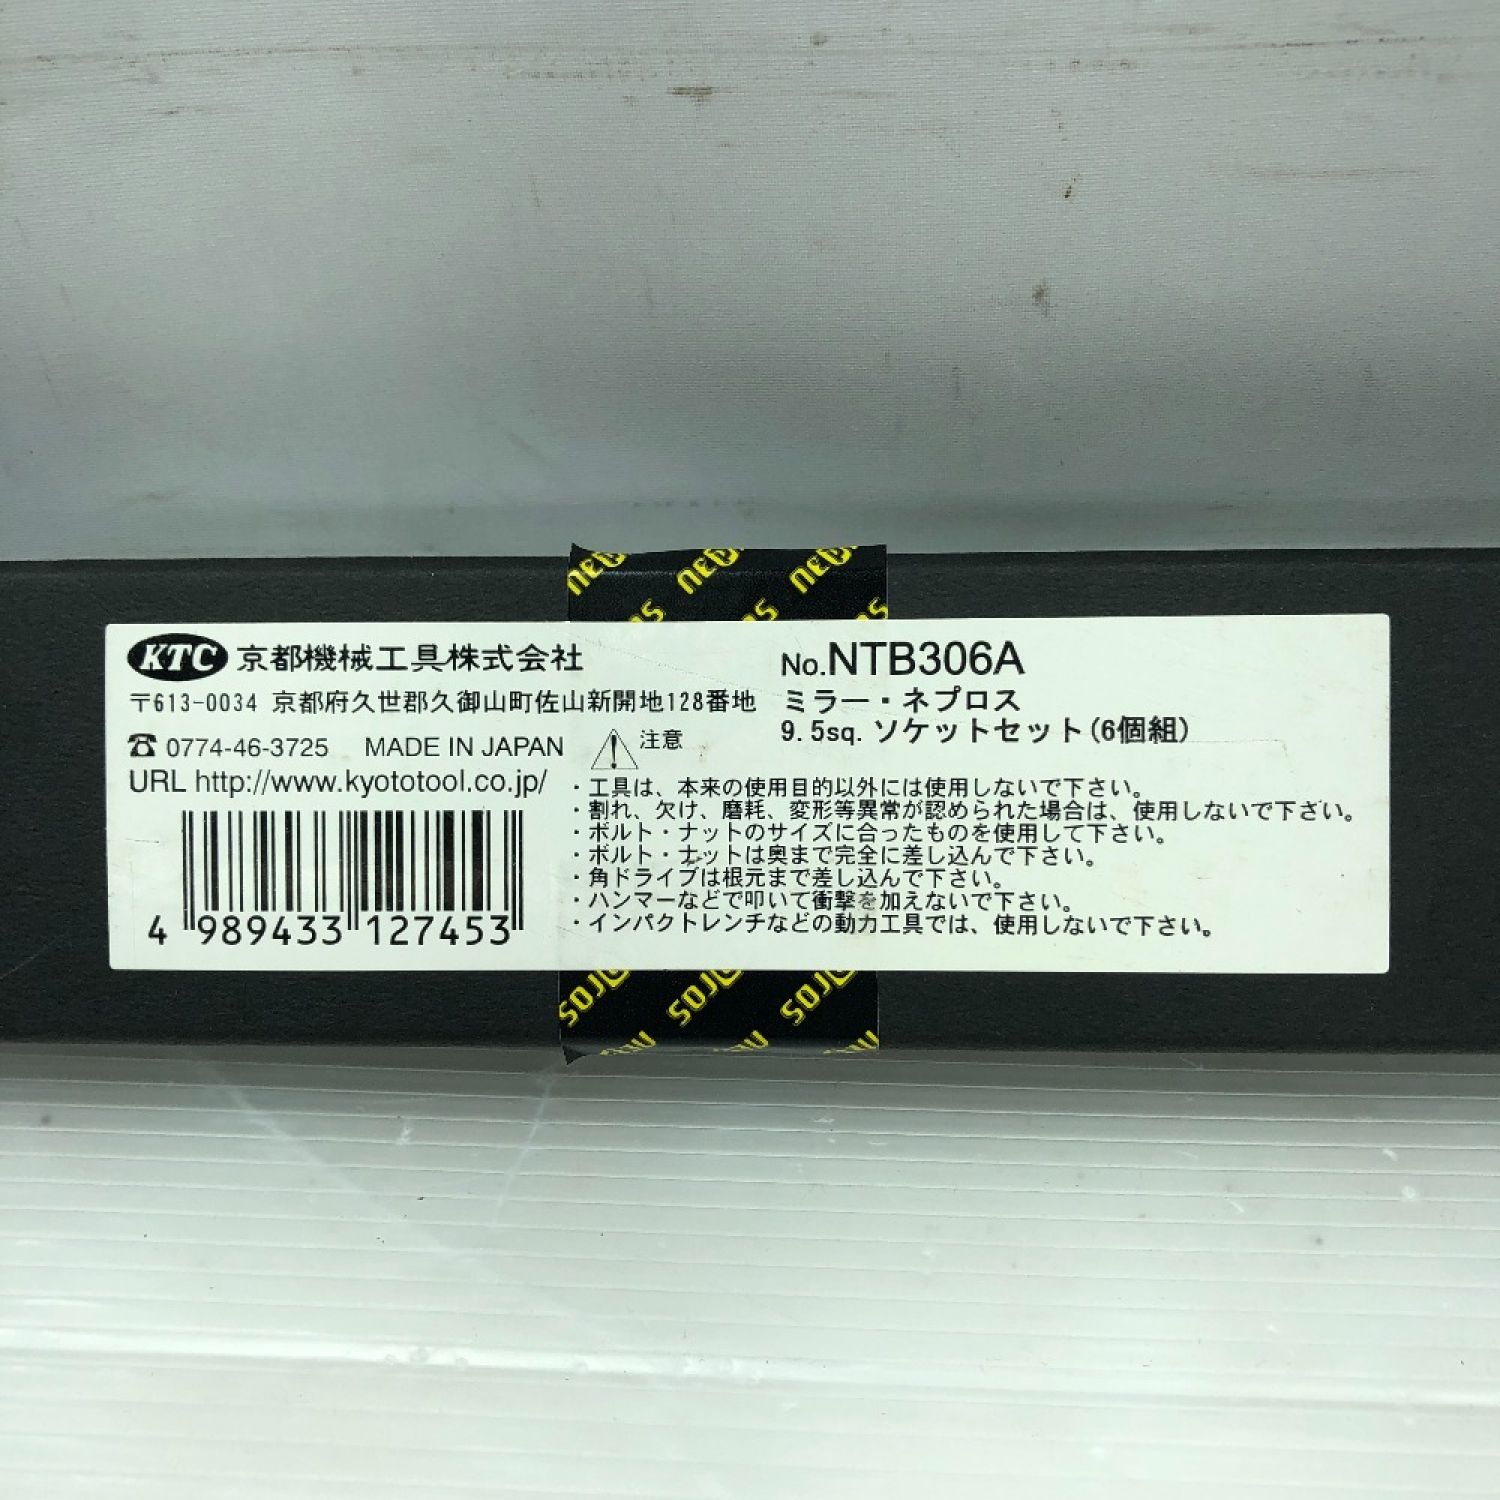 KTC 京都機械工具株式会社
〒613-0034 京都府久世郡久御山町佐山新開地128番地
☎ 0774-46-3725 MADE IN JAPAN
URL http://www.kyototool.co.jp/
4 989433 127453
No.NTB306A
ミラー・ネプロス
9.5sq. ソケットセット(6個組)
注意
・工具は、本来の使用目的以外には使用しないで下さい。
・割れ、欠け、磨耗、変形等異常が認められた場合は、使用しないで下さい。
・ボルト・ナットのサイズに合ったものを使用して下さい。
・ボルト・ナットは奥まで完全に差し込んで下さい。
・角ドライブは根元まで差し込んで下さい。
・ハンマーなどで叩いて衝撃を加えないで下さい。
・インパクトレンチなどの動力工具では、使用しないで下さい。